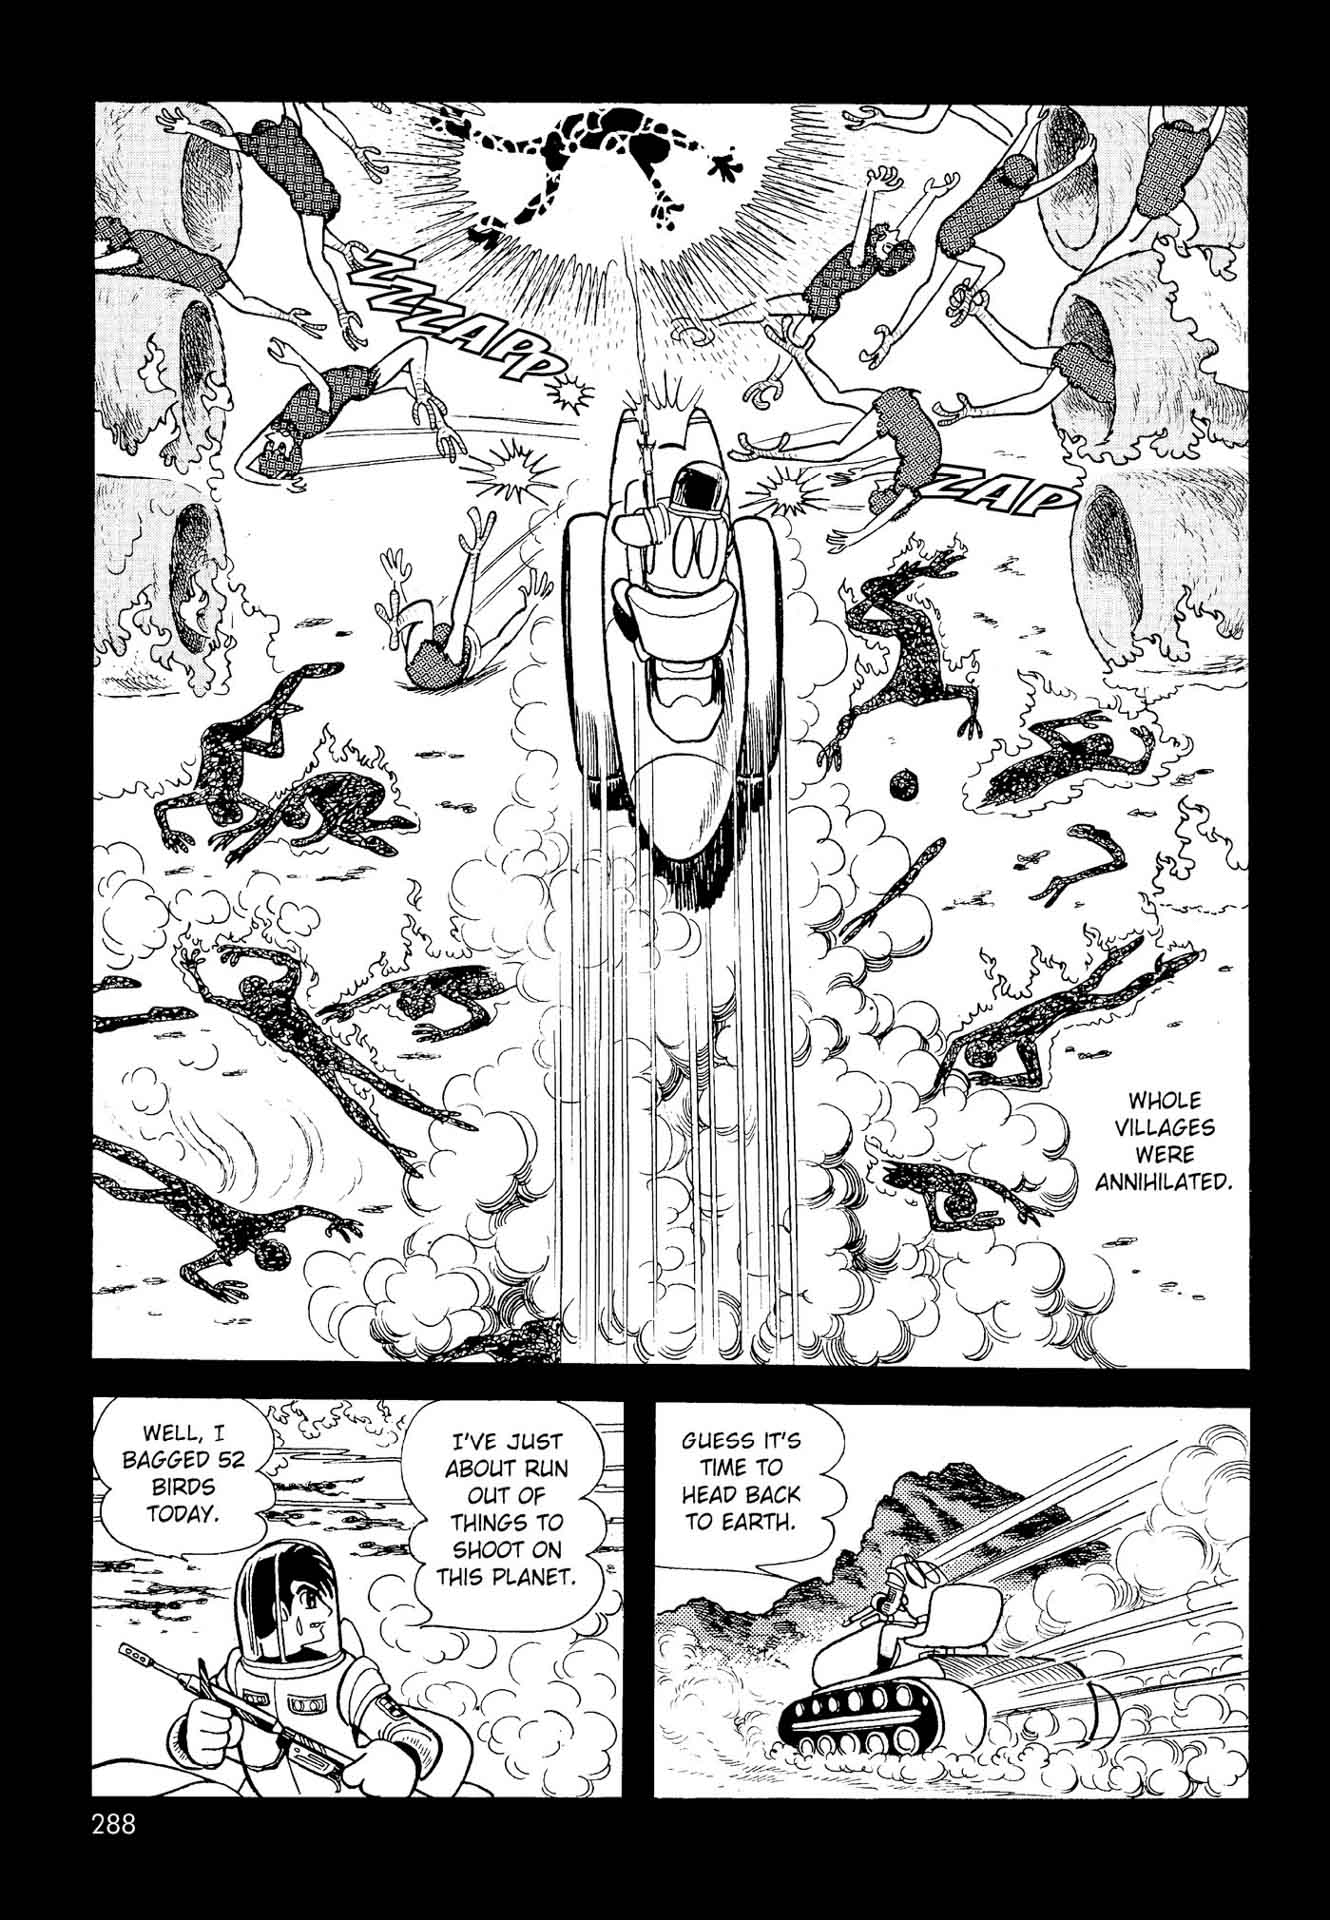 ZZZZAPP
ZAP
WHOLE
VILLAGES
WERE
ANNIHILATED.
WELL, I
BAGGED 52
BIRDS
TODAY.
I'VE JUST
ABOUT RUN
OUT OF
THINGS TO
SHOOT ON
THIS PLANET.
GUESS IT'S
TIME TO
HEAD BACK
TO EARTH.
288